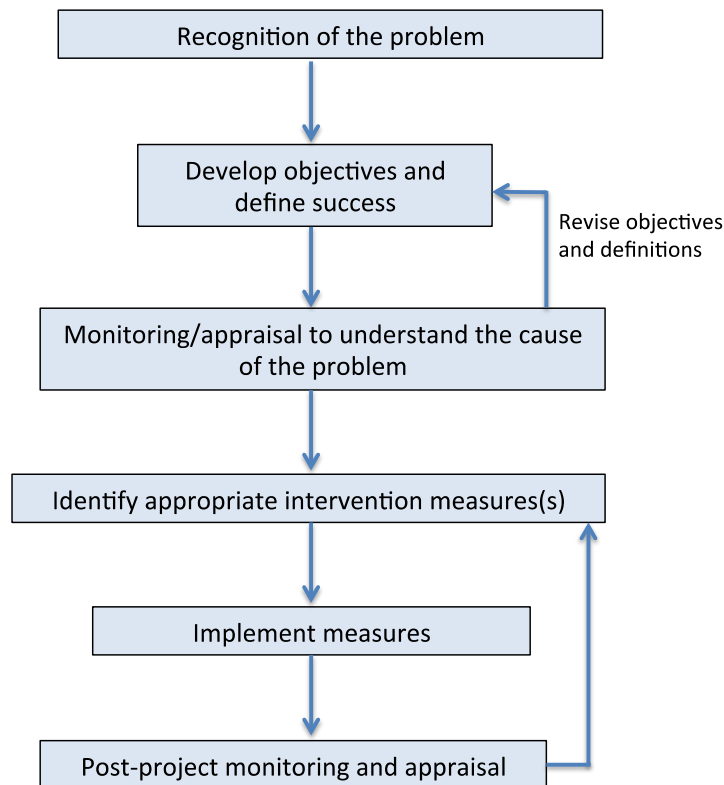 Recognition of the problem
Develop objectives and
define success
Revise objectives
and definitions
Monitoring/appraisal to understand the cause
of the problem
Identify appropriate intervention measures(s)
Implement measures
Post-project monitoring and appraisal